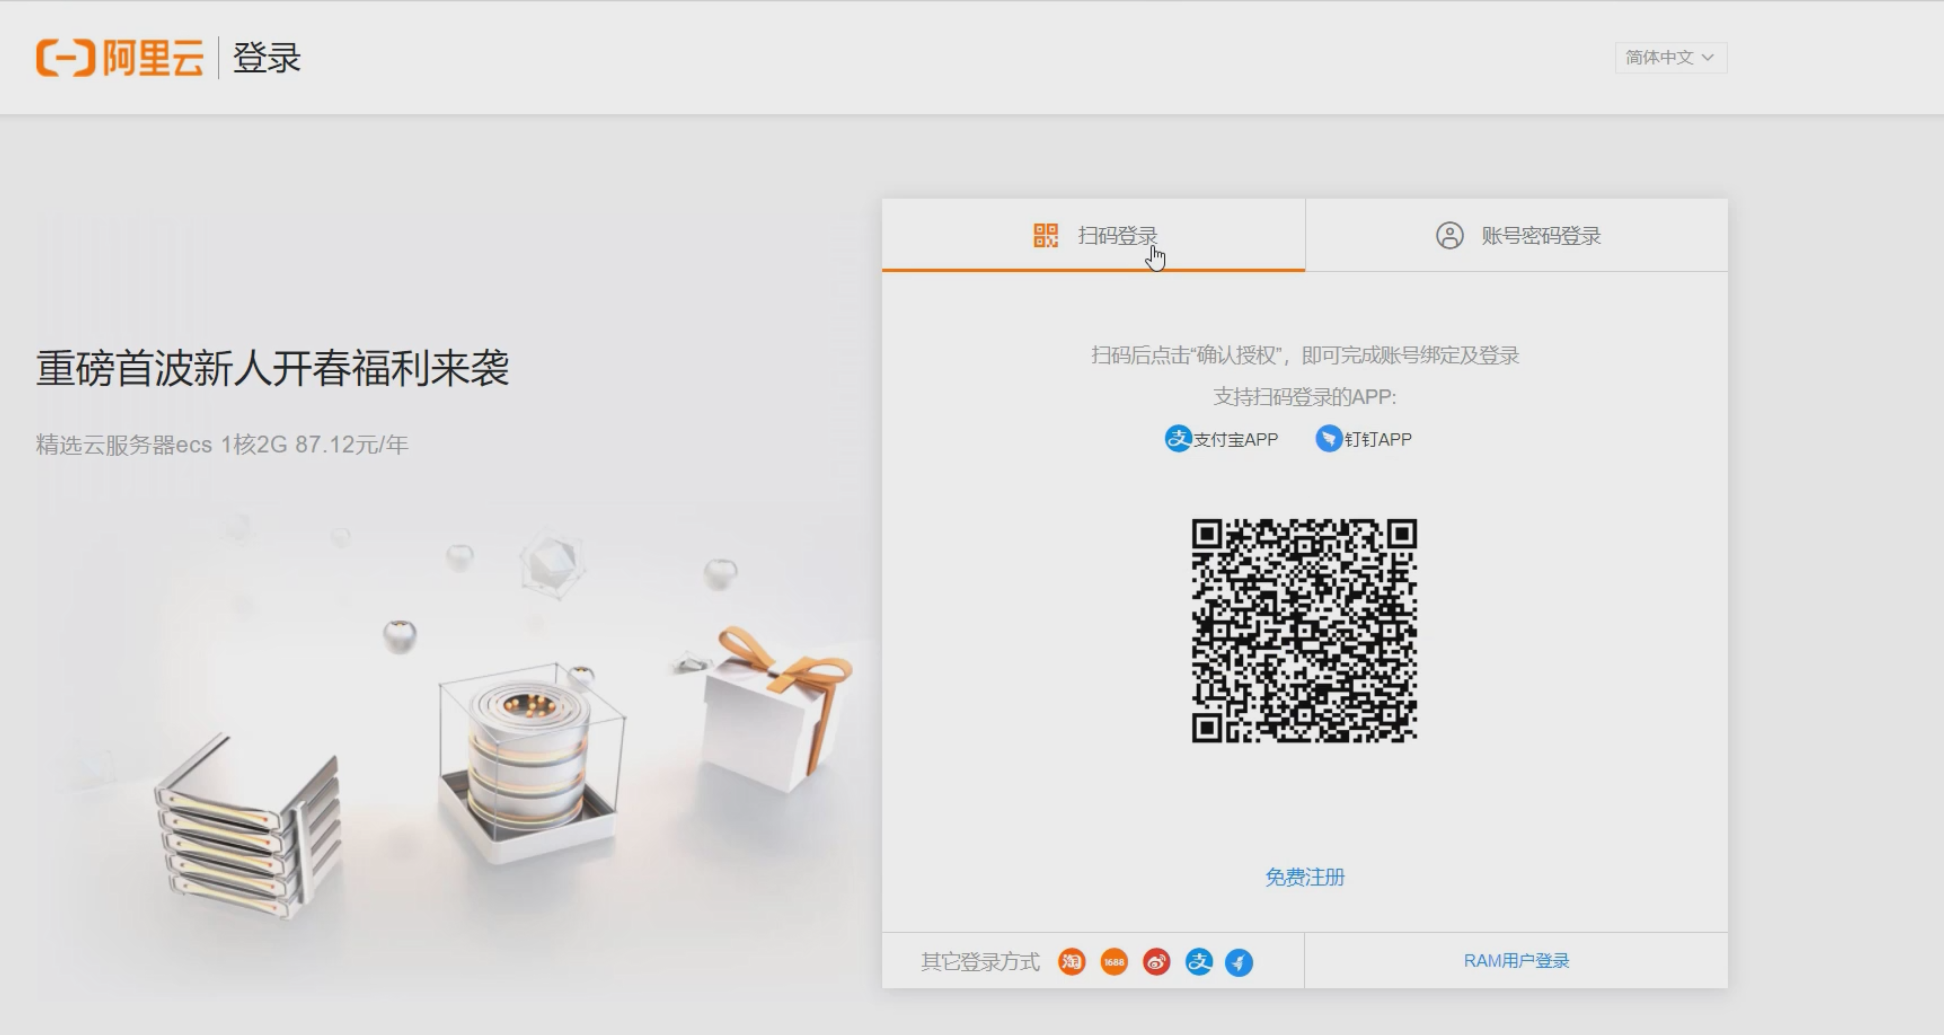 阿里云 登录
简体中文
扫码登录
账号密码登录
重磅首波新人开春福利来袭
精选云服务器ecs 1核2G 87.12元/年
扫码后点击“确认授权”，即可完成账号绑定及登录
支持扫码登录的APP:
支付宝APP 钉钉APP
免费注册
其它登录方式 淘 1688 支
RAM用户登录